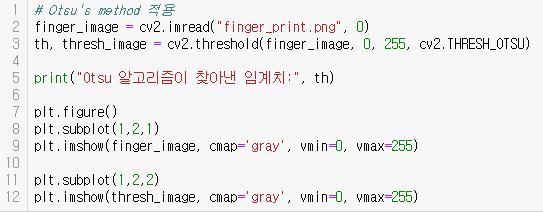 1 # Otsu's method 적용
2 finger_image = cv2.imread("finger_print.png", 0)
3 th, thresh_image = cv2.threshold(finger_image, 0, 255, cv2.THRESH_OTSU)
4
5 print("Otsu 알고리즘이 찾아낸 임계치:", th)
6
7 plt.figure()
8 plt.subplot(1,2,1)
9 plt.imshow(finger_image, cmap='gray', vmin=0, vmax=255)
10
11 plt.subplot(1,2,2)
12 plt.imshow(thresh_image, cmap='gray', vmin=0, vmax=255)